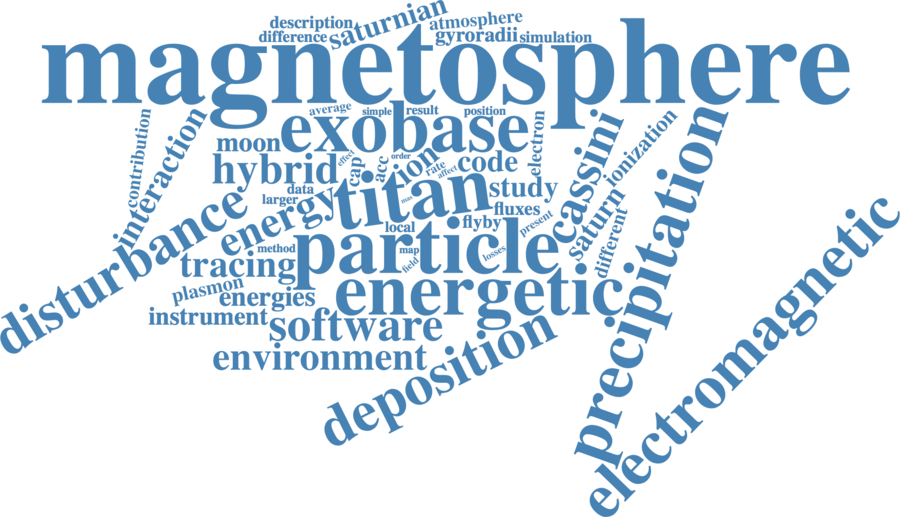 description
saturnian
atmosphere
difference
gyroradii
simulation
magnetosphere
contribution
interaction
average
simple
result
position
electron
moon
exobase
cassini
ionization
hybrid
effect
cap
acc
order
ion
rate
affect
code
data
larger
energy
titan
mass
study
fluxes
flyby
present
saturn
different
precipitation
disturbance
local
method
particle
map
field
losses
tracing
plasmon
energies
energetic
instrument
software
environment
deposition
electromagnetic